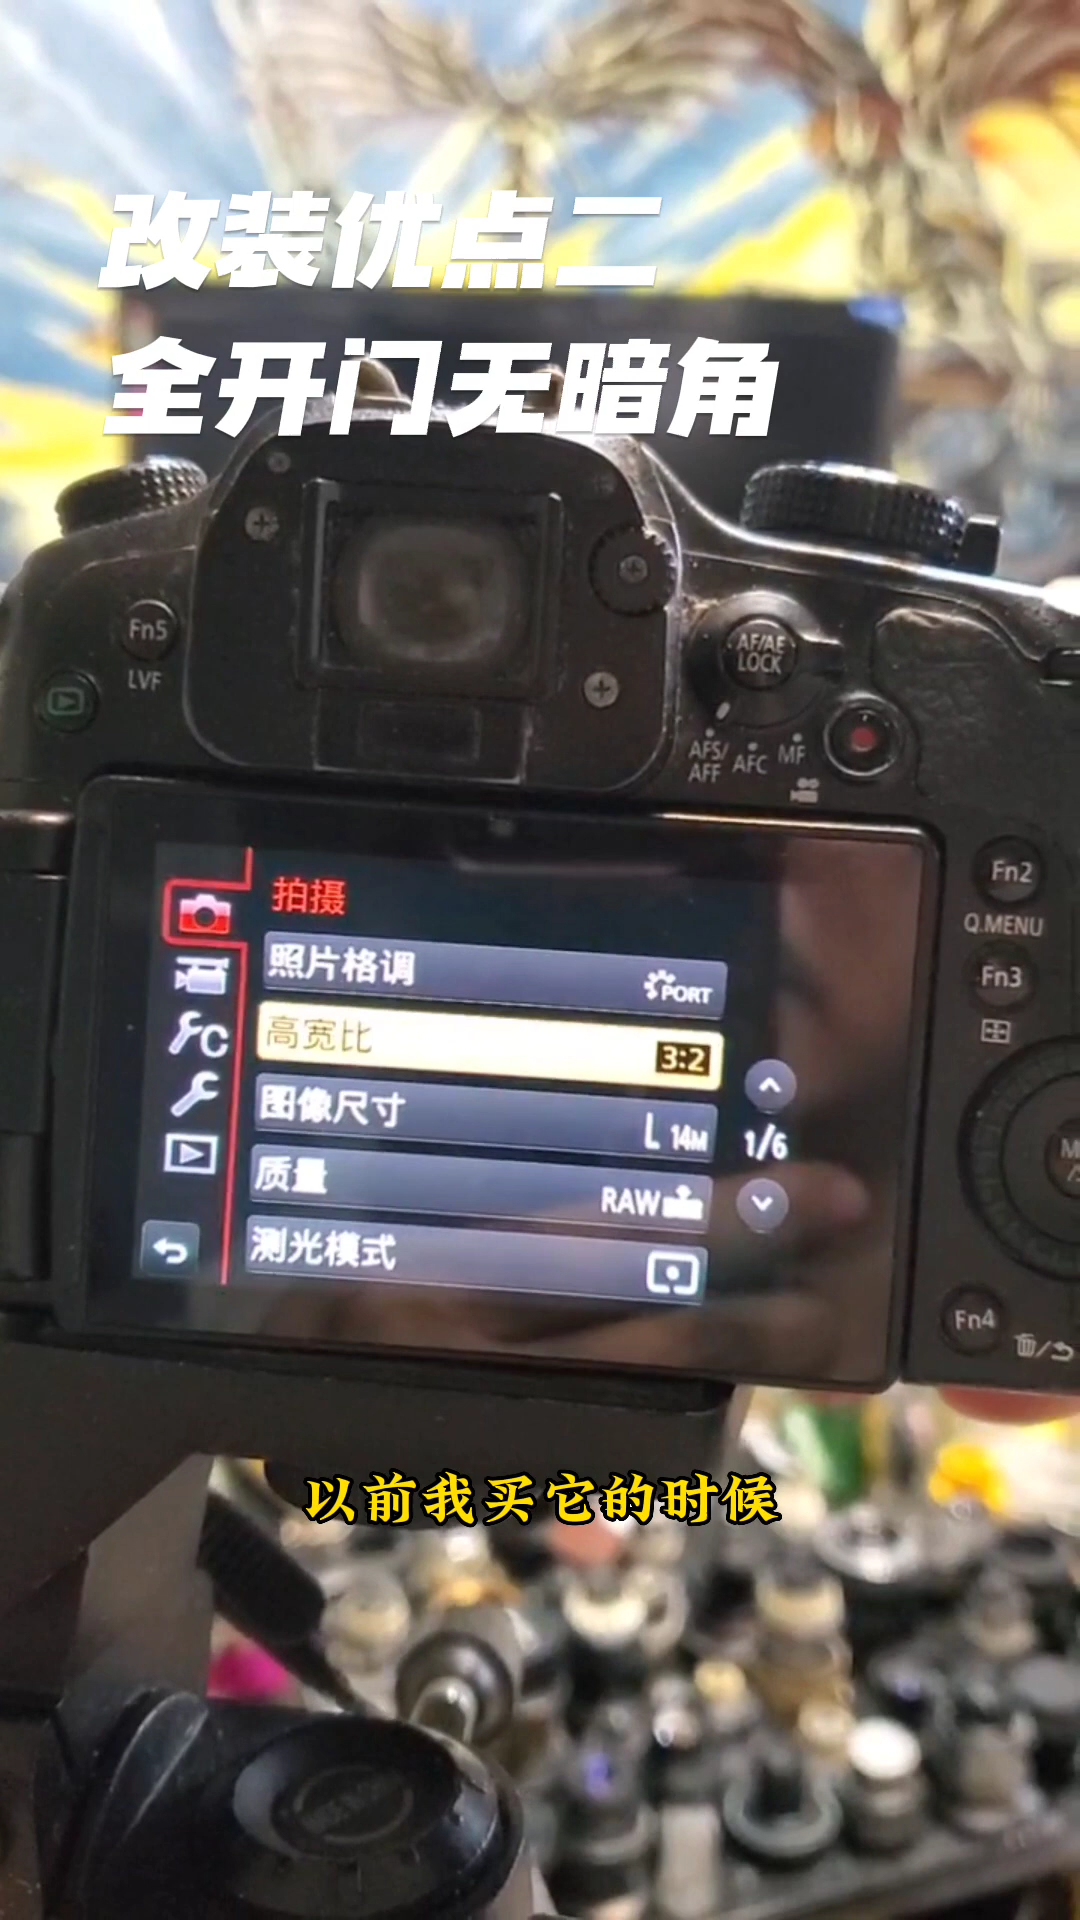 改装优点二
全开门无暗角
Fn5
LVF
AF/AE
LOCK
AFS/
AFF
AFC
MF
Fn2
Q.MENU
Fn3
Fn4
拍摄
照片格调
PORT
高宽比
3:2
图像尺寸
L 14M
1/6
质量
RAW
测光模式
以前我买它的时候